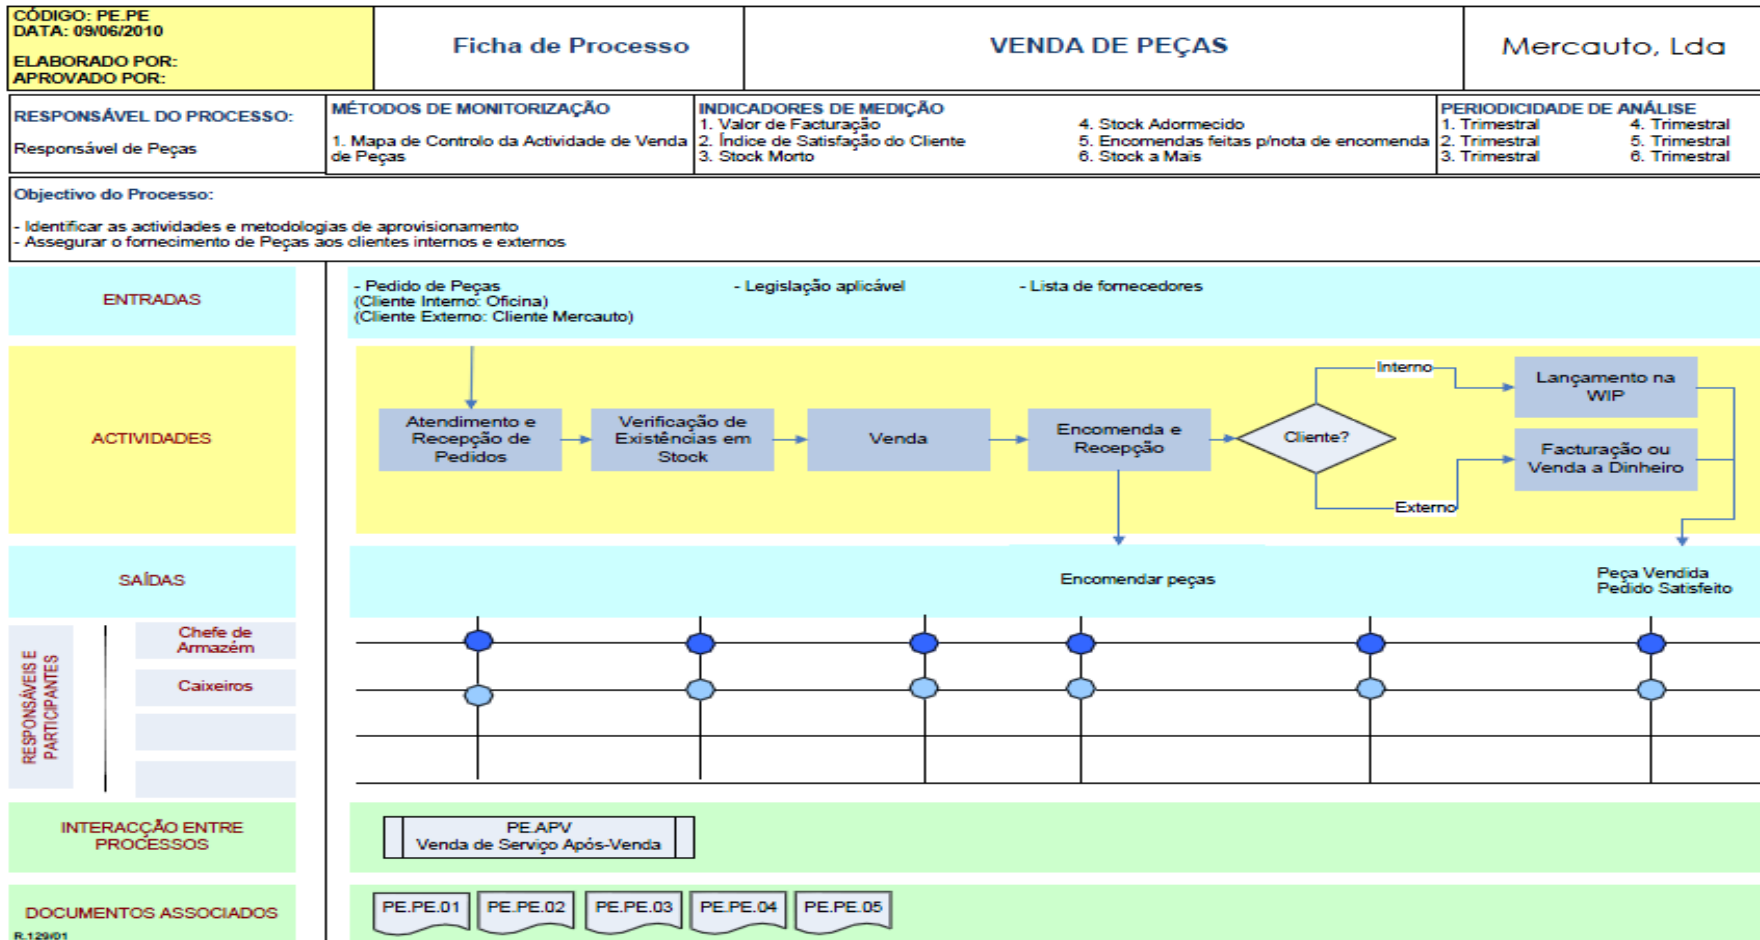 CÓDIGO: PE.PE
DATA: 09/06/2010
ELABORADO POR:
APROVADO POR:
Ficha de Processo
VENDA DE PEÇAS
Mercauto, Lda
RESPONSÁVEL DO PROCESSO:
Responsável de Peças
MÉTODOS DE MONITORIZAÇÃO
1. Mapa de Controlo da Actividade de Venda
de Peças
INDICADORES DE MEDIÇÃO
1. Valor de Facturação
2. Índice de Satisfação do Cliente
3. Stock Morto
4. Stock Adormecido
5. Encomendas feitas p/nota de encomenda
6. Stock a Mais
PERIODICIDADE DE ANÁLISE
1. Trimestral
2. Trimestral
3. Trimestral
4. Trimestral
5. Trimestral
6. Trimestral
Objectivo do Processo:
- Identificar as actividades e metodologias de aprovisionamento
- Assegurar o fornecimento de Peças aos clientes internos e externos
ENTRADAS
- Pedido de Peças
(Cliente Interno: Oficina)
(Cliente Externo: Cliente Mercauto)
- Legislação aplicável
- Lista de fornecedores
ACTIVIDADES
Atendimento e
Recepção de
Pedidos
Verificação de
Existências em
Stock
Venda
Encomenda e
Recepção
Cliente?
Interno
Lançamento na
WIP
Externo
Facturação ou
Venda a Dinheiro
SAÍDAS
Encomendar peças
Peça Vendida
Pedido Satisfeito
RESPONSÁVEIS E
PARTICIPANTES
Chefe de
Armazém
Caixeiros
INTERACÇÃO ENTRE
PROCESSOS
PE.APV
Venda de Serviço Após-Venda
DOCUMENTOS ASSOCIADOS
R.129/01
PE.PE.01
PE.PE.02
PE.PE.03
PE.PE.04
PE.PE.05